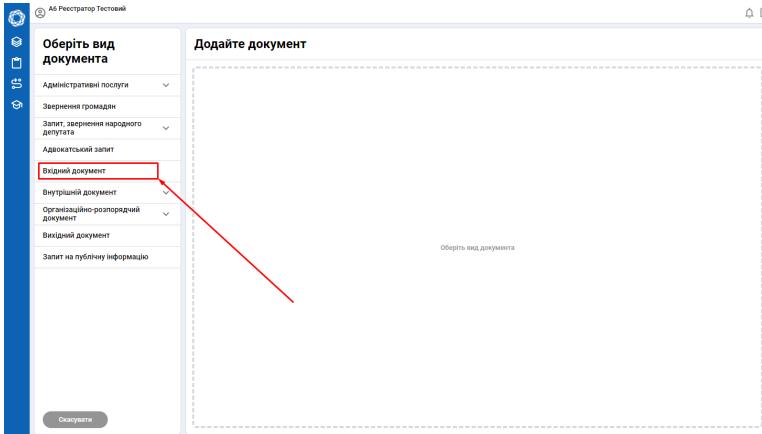 А6 Реєстратор Тестовий
Оберіть вид
документа
Додайте документ
Адміністративні послуги
Звернення громадян
Запит, звернення народного
депутата
Адвокатський запит
Вхідний документ
Внутрішній документ
Організаційно-розпорядчий
документ
Вихідний документ
Запит на публічну інформацію
Оберіть вид документа
Скасувати